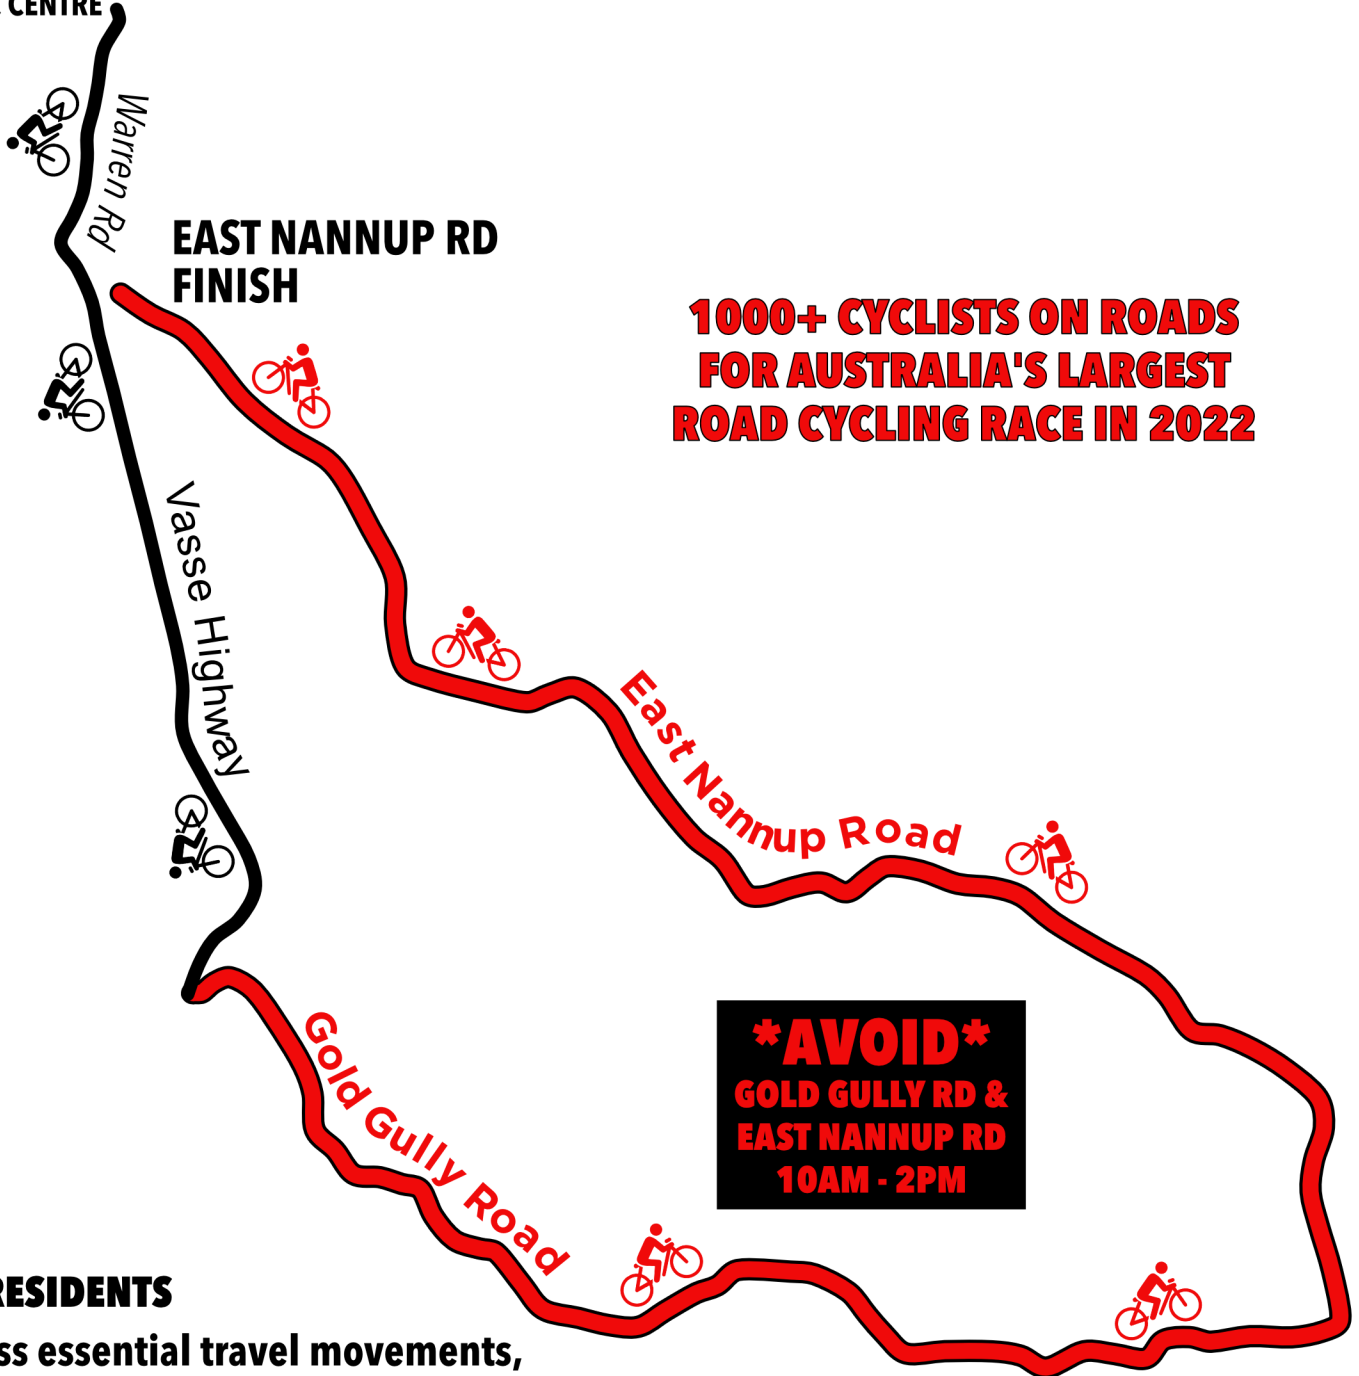 CENTRE
Warren Rd
EAST NANNUP RD
FINISH
1000+ CYCLISTS ON ROADS
FOR AUSTRALIA'S LARGEST
ROAD CYCLING RACE IN 2022
Vasse Highway
East Nannup Road
*AVOID*
GOLD GULLY RD &
EAST NANNUP RD
10AM - 2PM
Gold Gully Road
RESIDENTS
essential travel movements,